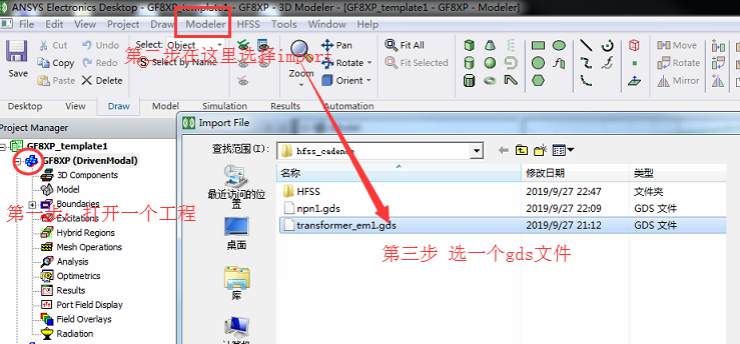 ANSYS Electronics Desktop - GF8XP_template1 - GF8XP - 3D Modeler - [GF8XP_template1 - GF8XP - Modeler]
File Edit View Project Draw Modeler HFSS Tools Window Help
Save
Cut
Copy
Paste
Undo
Redo
Delete
Select: Object
Select by Name
第二步在这里选择import
Zoom
Pan
Rotate
Orient
Fit All
Fit Selected
Move
Rotate
Mirror
Desktop View Draw Model Simulation Results Automation
Project Manager
GF8XP_template1
GF8XP (DrivenModal)
3D Components
Model
Boundaries
Excitations
Hybrid Regions
Mesh Operations
Analysis
Optimetrics
Results
Port Field Display
Field Overlays
Radiation
第一步：打开一个工程
Import File
查找范围(I): hfss_cadence
最近访问的位置
桌面
库
计算机
名称 修改日期 类型
HFSS 2019/9/27 22:47 文件夹
npn1.gds 2019/9/27 22:09 GDS 文件
transformer_em1.gds 2019/9/27 21:12 GDS 文件
第三步 选一个gds文件